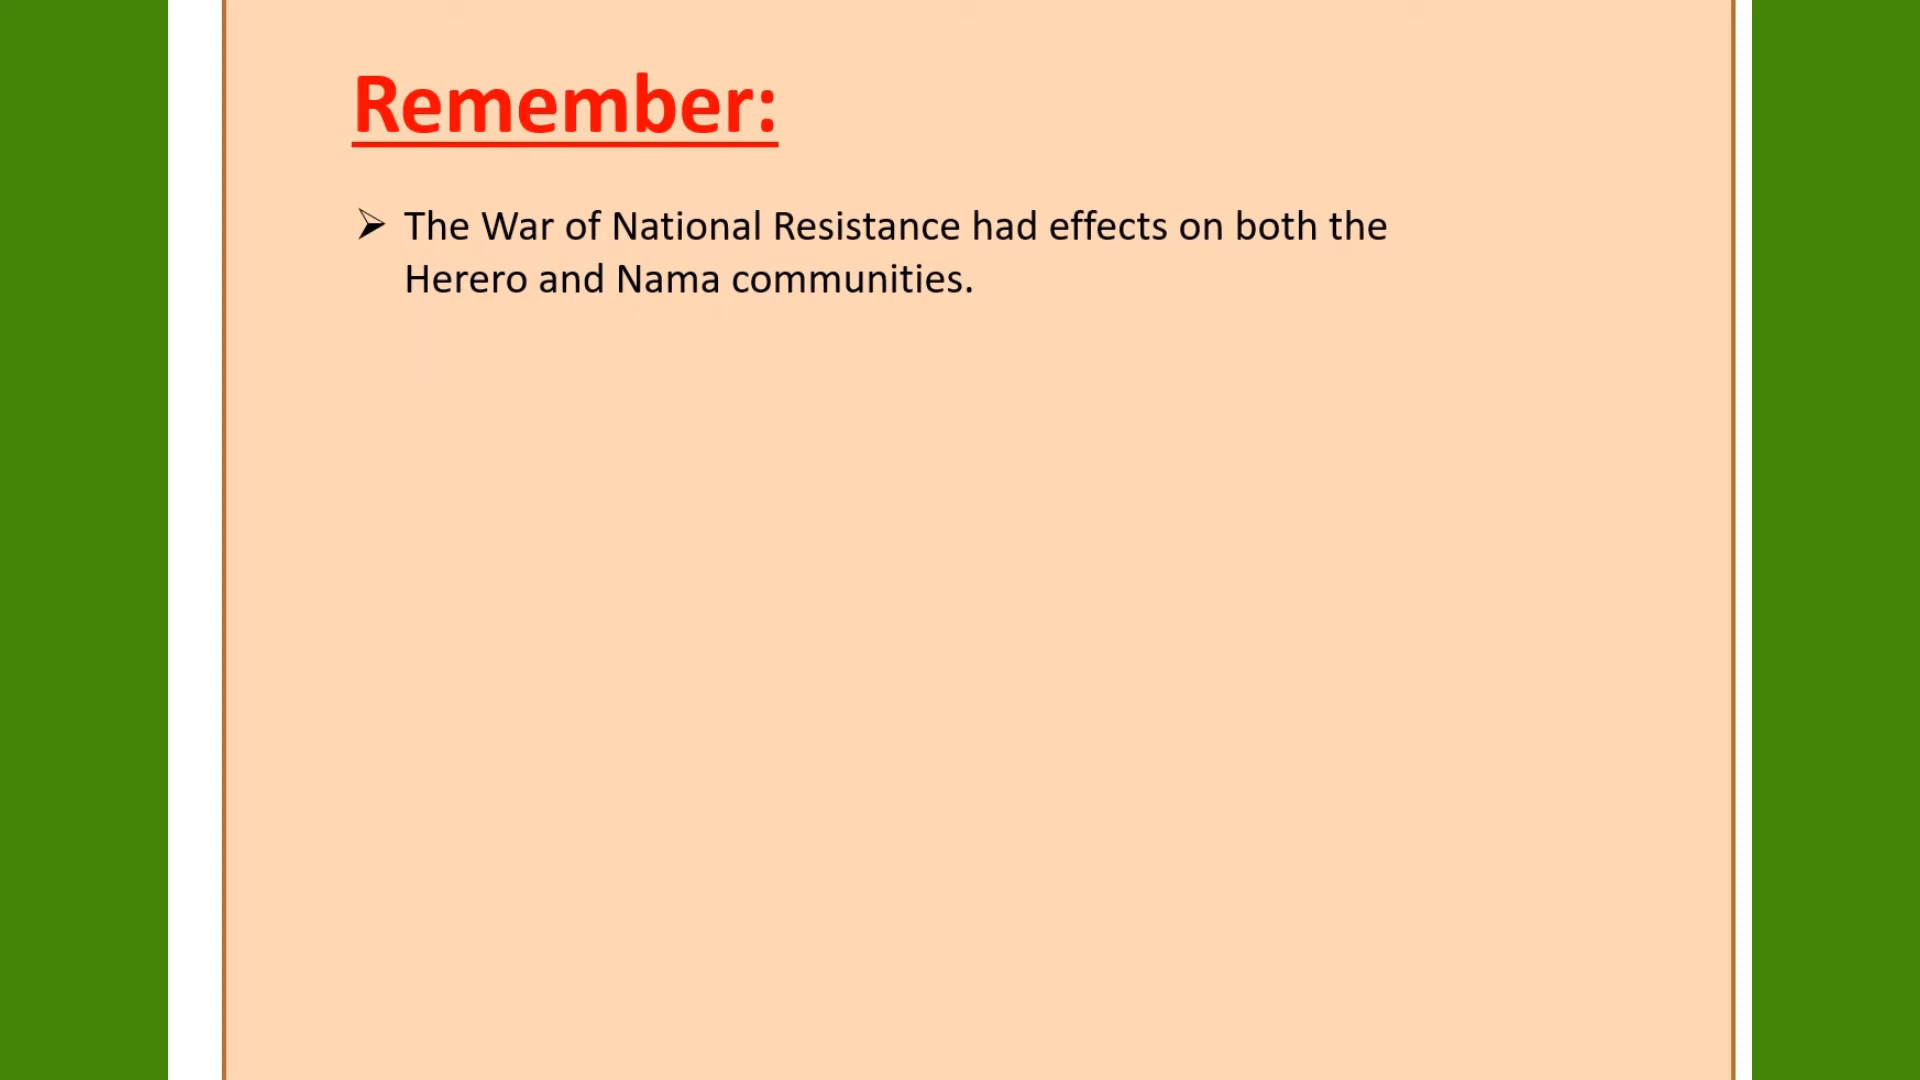 Remember:
➢ The War of National Resistance had effects on both the
Herero and Nama communities.